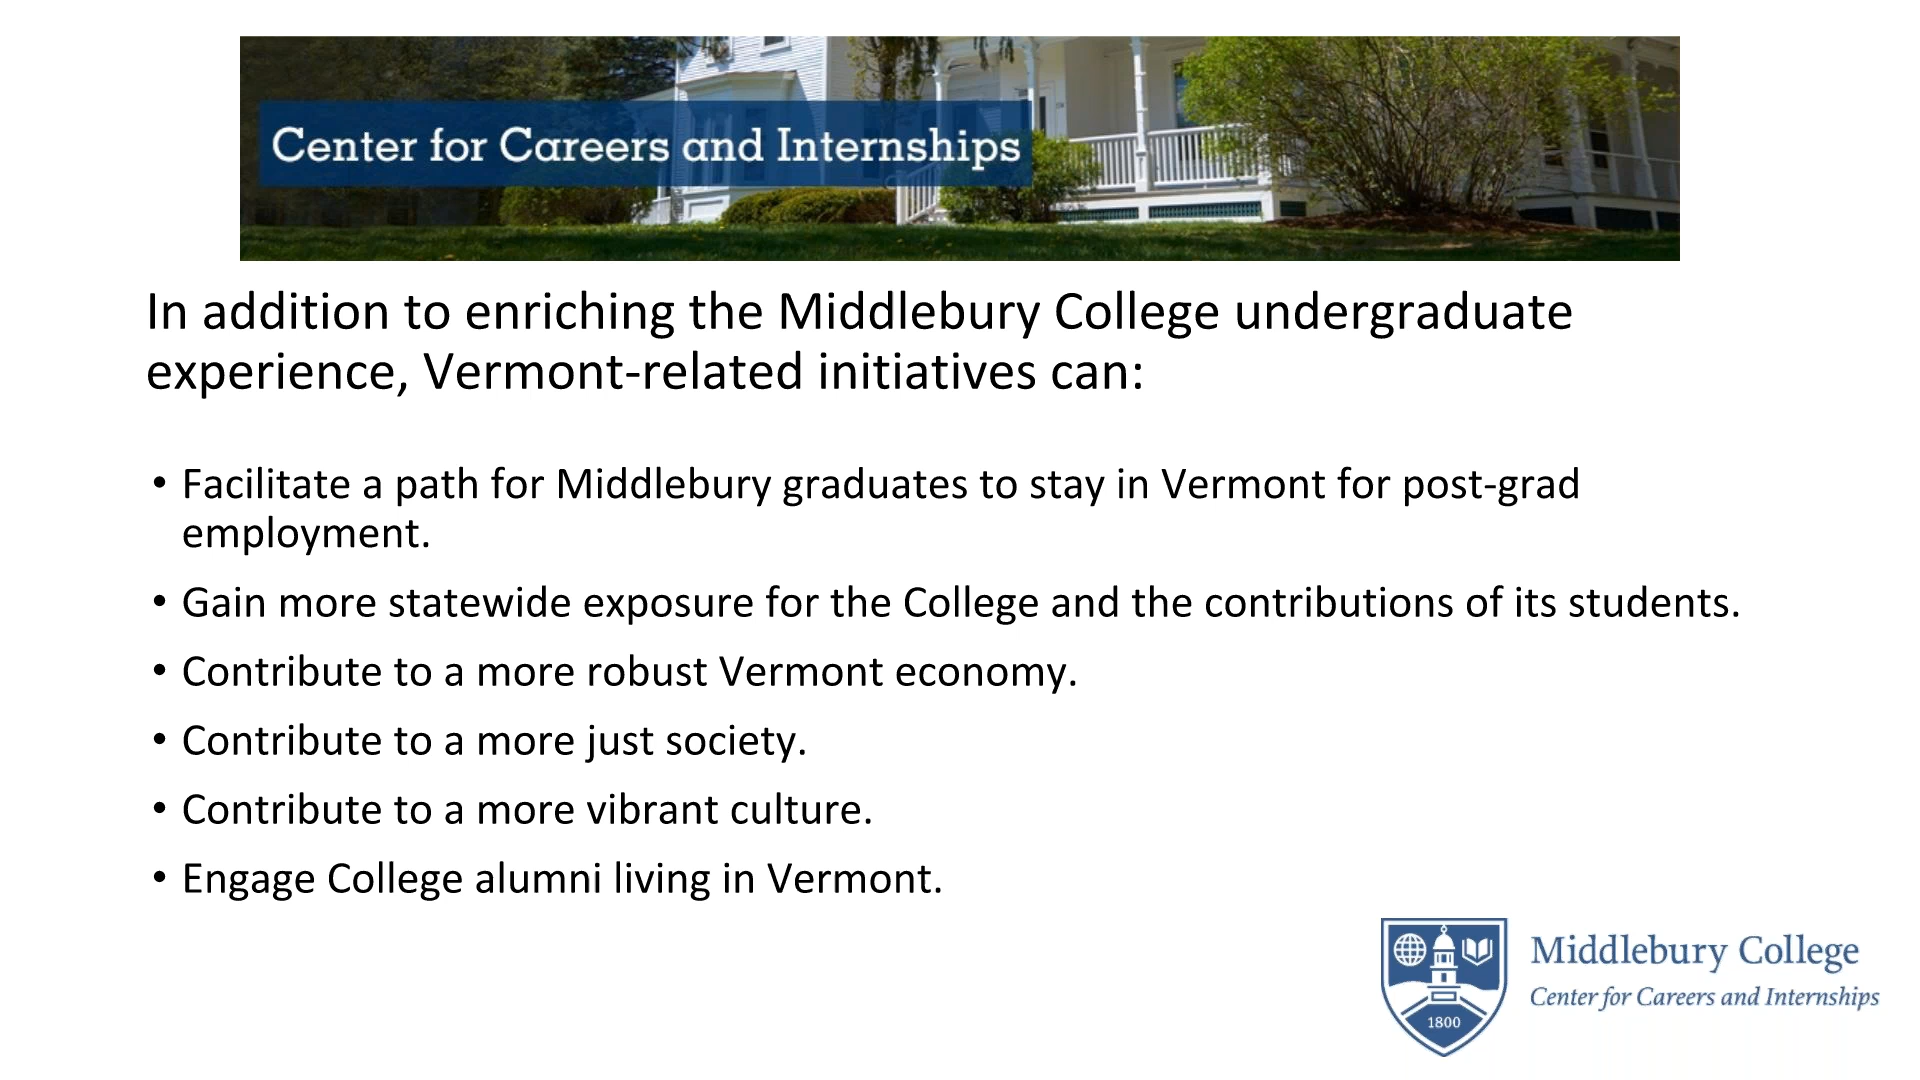 Center for Careers and Internships
In addition to enriching the Middlebury College undergraduate
experience, Vermont-related initiatives can:
• Facilitate a path for Middlebury graduates to stay in Vermont for post-grad
employment.
• Gain more statewide exposure for the College and the contributions of its students.
• Contribute to a more robust Vermont economy.
• Contribute to a more just society.
• Contribute to a more vibrant culture.
• Engage College alumni living in Vermont.
Middlebury College
Center for Careers and Internships
1800